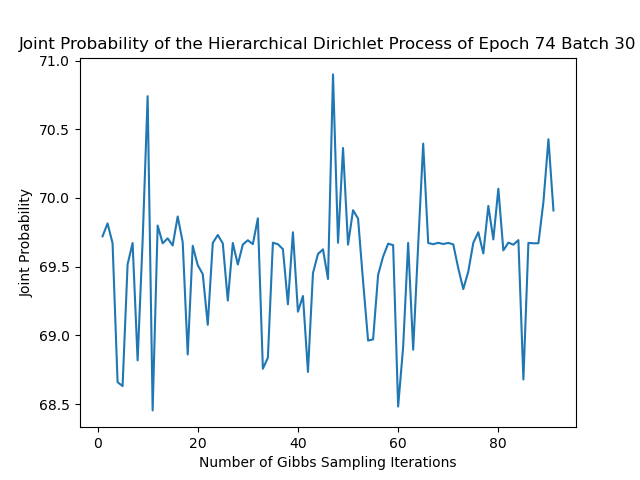 Joint Probability of the Hierarchical Dirichlet Process of Epoch 74 Batch 30
71.0
70.5
70.0
69.5
69.0
68.5
Joint Probability
0 20 40 60 80
Number of Gibbs Sampling Iterations